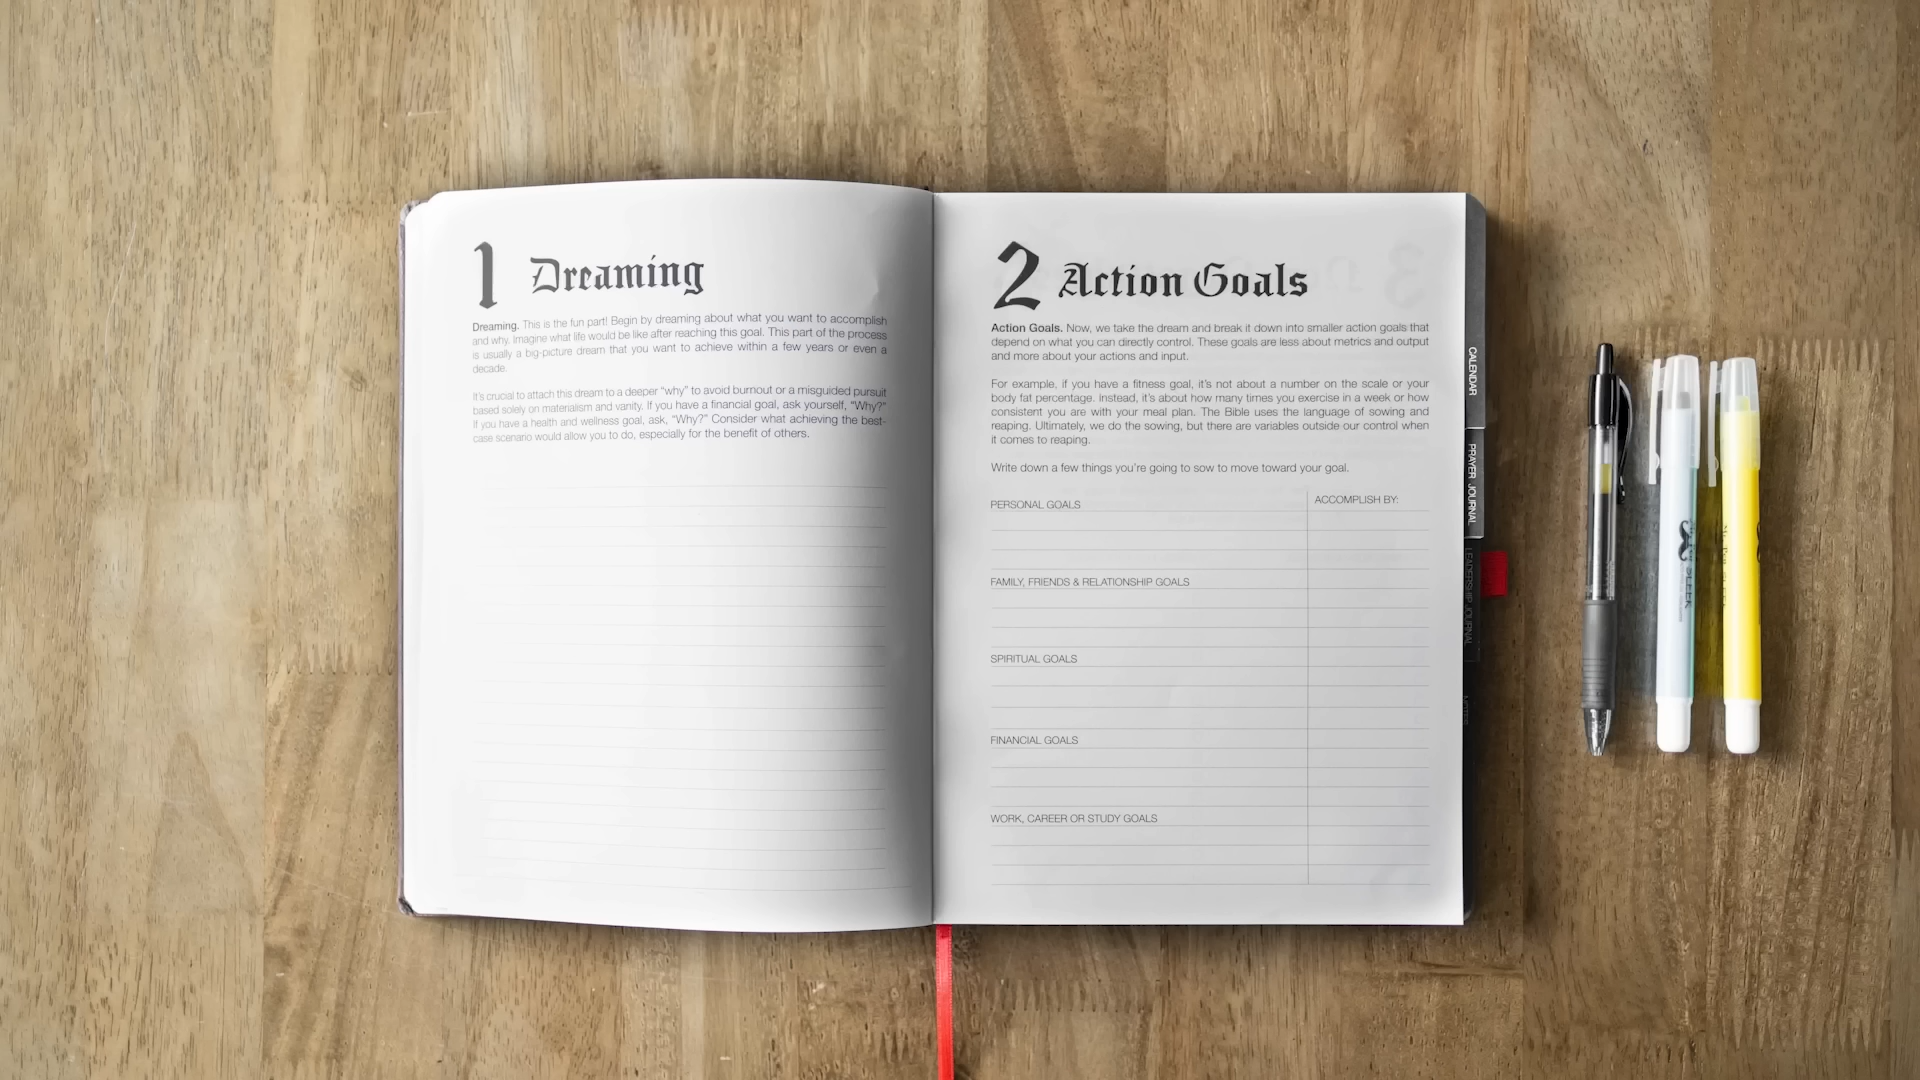 1 Dreaming
Dreaming. This is the fun part! Begin by dreaming about what you want to accomplish
and why. Imagine what life would be like after reaching this goal. This part of the process
is usually a big-picture dream that you want to achieve within a few years or even a
decade.
It's crucial to attach this dream to a deeper “why” to avoid burnout or a misguided pursuit
based solely on materialism and vanity. If you have a financial goal, ask yourself, “Why?”
If you have a health and wellness goal, ask, “Why?” Consider what achieving the best-
case scenario would allow you to do, especially for the benefit of others.
2 Action Goals
Action Goals. Now, we take the dream and break it down into smaller action goals that
depend on what you can directly control. These goals are less about metrics and output
and more about your actions and input.
For example, if you have a fitness goal, it's not about a number on the scale or your
body fat percentage. Instead, it's about how many times you exercise in a week or how
consistent you are with your meal plan. The Bible uses the language of sowing and
reaping. Ultimately, we do the sowing, but there are variables outside our control when
it comes to reaping.
Write down a few things you're going to sow to move toward your goal.
PERSONAL GOALS
ACCOMPLISH BY:
FAMILY, FRIENDS & RELATIONSHIP GOALS
SPIRITUAL GOALS
FINANCIAL GOALS
WORK, CAREER OR STUDY GOALS
CALENDAR
PRAYER JOURNAL
LEADERSHIP JOURNAL
NOTES